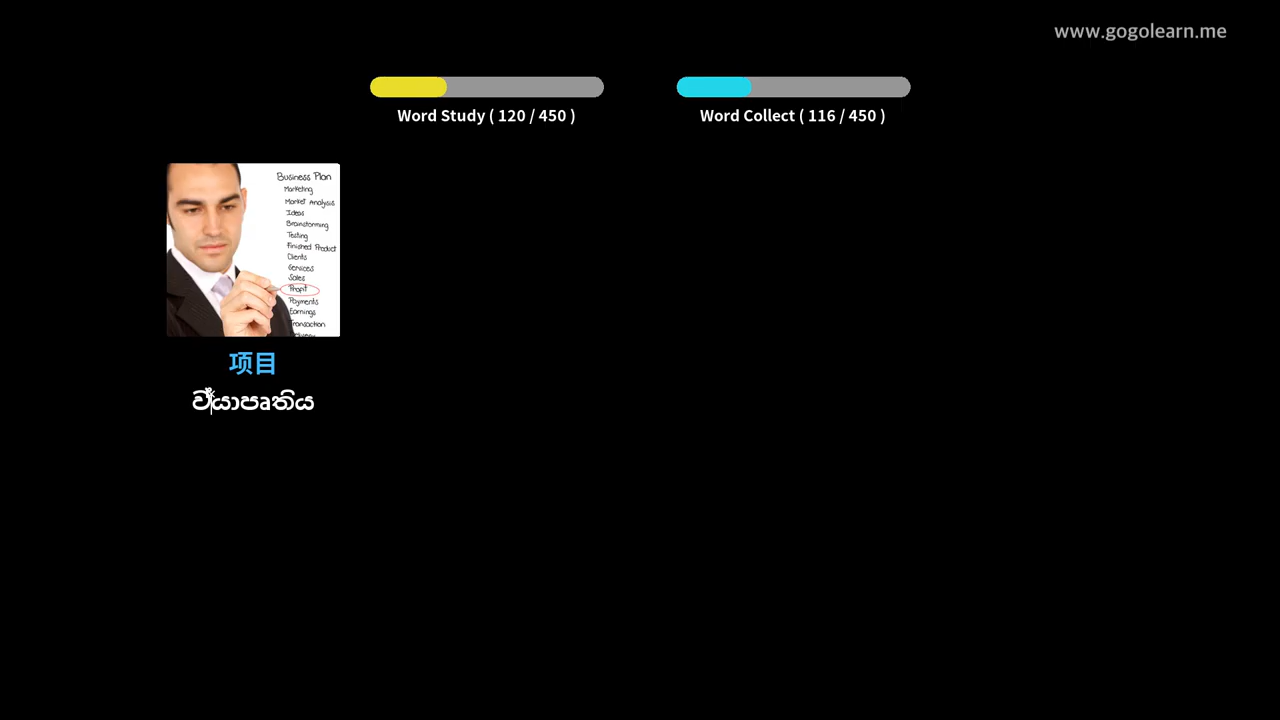 www.gogolearn.me
Word Study ( 120 / 450 )
Word Collect ( 116 / 450 )
Business Plan
Marketing
Market Analysis
Ideas
Brainstorming
Testing
Finished Product
Clients
Services
Sales
Profit
Payments
Earnings
Transaction
Delivery
项目
ව්‍යාපෘතිය